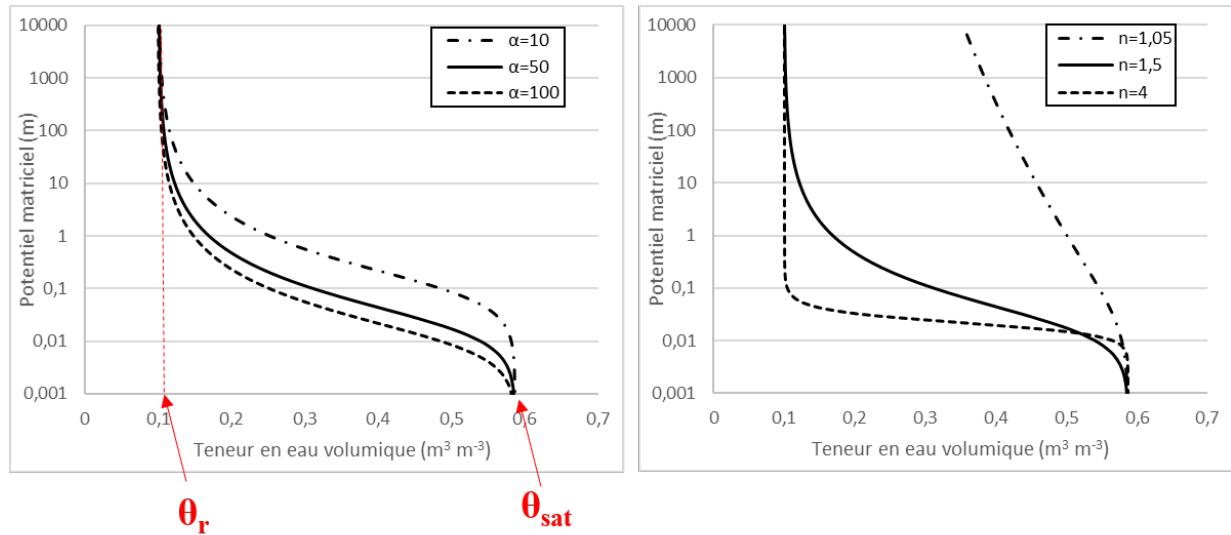 10000
1000
100
10
1
0,1
0,01
0,001
Potentiel matriciel (m)
α=10
α=50
α=100
0 0,1 0,2 0,3 0,4 0,5 0,6 0,7
Teneur en eau volumique (m³ m⁻³)
θr
θsat
10000
1000
100
10
1
0,1
0,01
0,001
Potentiel matriciel (m)
n=1,05
n=1,5
n=4
0 0,1 0,2 0,3 0,4 0,5 0,6 0,7
Teneur en eau volumique (m³ m⁻³)